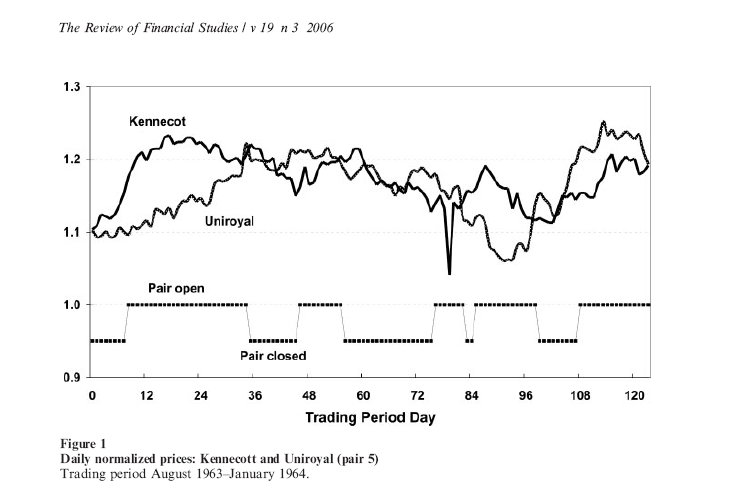 The Review of Financial Studies / v 19 n 3 2006
1.3
Kennecot
1.2
Uniroyal
1.1
Pair open
1.0
Pair closed
0.9
0 12 24 36 48 60 72 84 96 108 120
Trading Period Day
Figure 1
Daily normalized prices: Kennecott and Uniroyal (pair 5)
Trading period August 1963–January 1964.